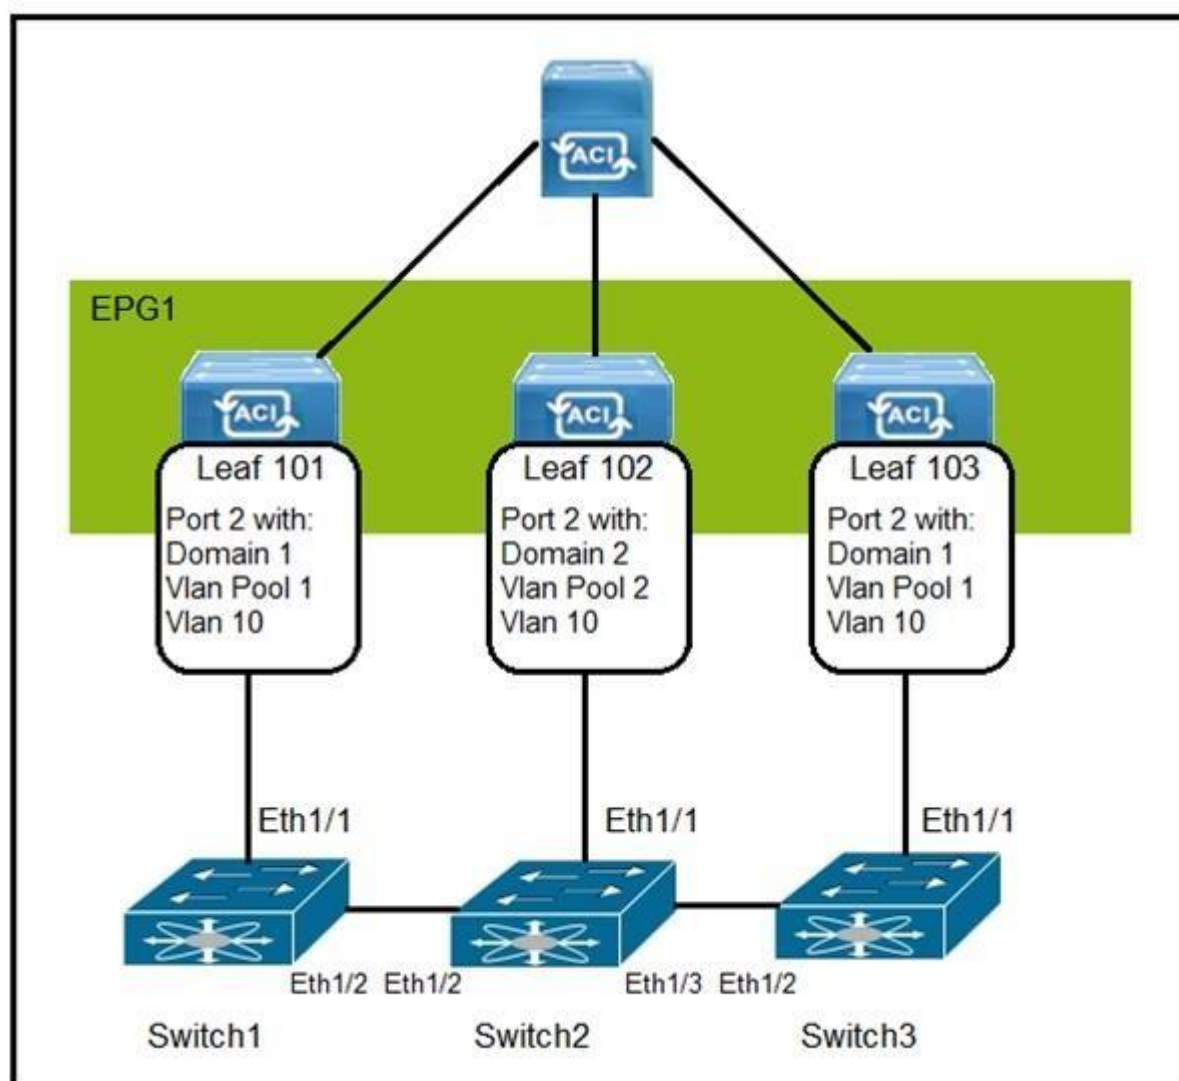 ACI
EPG1
ACI
ACI
ACI
Leaf 101
Port 2 with:
Domain 1
Vlan Pool 1
Vlan 10
Leaf 102
Port 2 with:
Domain 2
Vlan Pool 2
Vlan 10
Leaf 103
Port 2 with:
Domain 1
Vlan Pool 1
Vlan 10
Eth1/1
Eth1/1
Eth1/1
Eth1/2
Eth1/2
Eth1/3
Eth1/2
Switch1
Switch2
Switch3